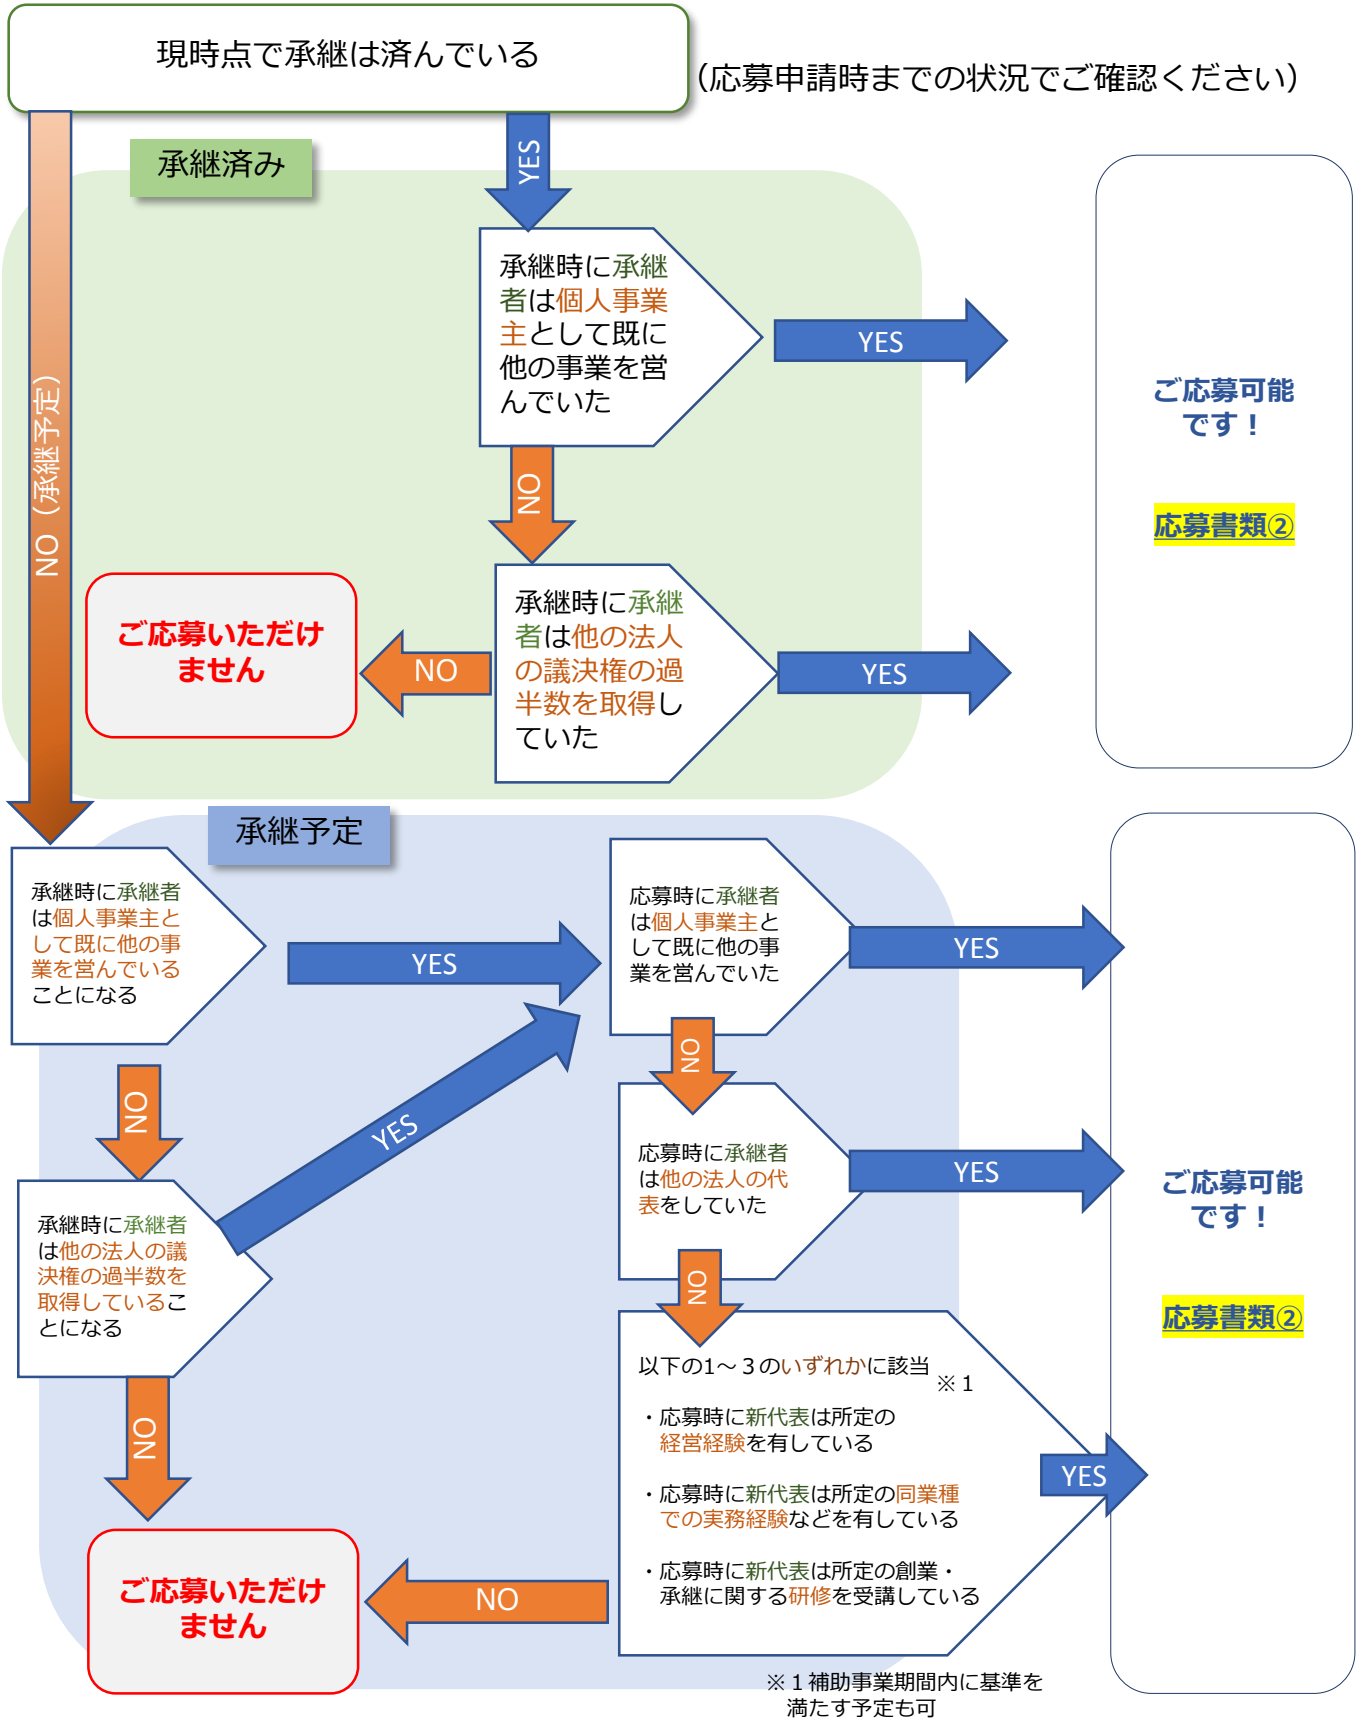 現時点で承継は済んでいる
（応募申請時までの状況でご確認ください）
承継済み
YES
NO（承継予定）
承継時に承継
者は個人事業
主として既に
他の事業を営
んでいた
YES
ご応募可能
です！
応募書類②
NO
承継時に承継
者は他の法人
の議決権の過
半数を取得し
ていた
YES
NO
ご応募いただけ
ません
承継予定
承継時に承継者
は個人事業主と
して既に他の事
業を営んでいる
ことになる
YES
応募時に承継者
は個人事業主と
して既に他の事
業を営んでいた
YES
NO
NO
YES
承継時に承継者
は他の法人の議
決権の過半数を
取得しているこ
とになる
応募時に承継者
は他の法人の代
表をしていた
YES
ご応募可能
です！
応募書類②
NO
NO
以下の1～３のいずれかに該当
※１
・応募時に新代表は所定の
経営経験を有している
・応募時に新代表は所定の同業種
での実務経験などを有している
・応募時に新代表は所定の創業・
承継に関する研修を受講している
YES
NO
ご応募いただけ
ません
※１補助事業期間内に基準を
満たす予定も可